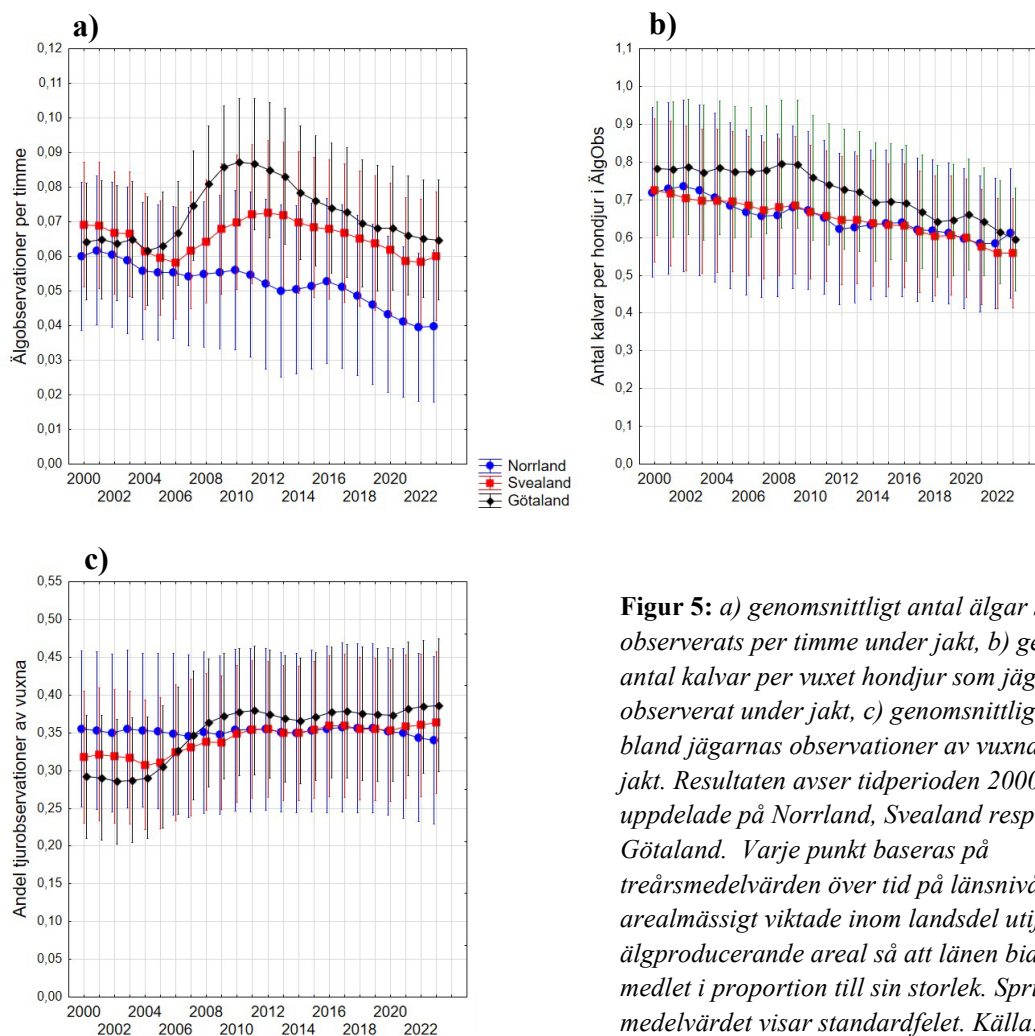 a)
Älgobservationer per timme
0,12
0,11
0,10
0,09
0,08
0,07
0,06
0,05
0,04
0,03
0,02
0,01
0,00
2000 2004 2006 2008 2010 2012 2014 2016 2018 2020 2022
Norrland
Svealand
Götaland
b)
Antal kalvar per hondjur i ÄlgObs
1,1
1,0
0,9
0,8
0,7
0,6
0,5
0,4
0,3
0,2
0,1
0,0
2000 2004 2008 2010 2012 2016 2020
2002 2006 2010 2014 2018 2022
c)
Andel tjurobservationer av vuxna
0,55
0,50
0,45
0,40
0,35
0,30
0,25
0,20
0,15
0,10
0,05
0,00
2000 2004 2008 2012 2016 2020
2002 2006 2010 2014 2018 2022
Figur 5: a) genomsnittligt antal älgar
observerats per timme under jakt, b)
antal kalvar per vuxet hondjur som
observerat under jakt, c) genomsnittlig
bland jägarnas observationer av vuxna
jakt. Resultaten avser tidperioden 2000
uppdelade på Norrland, Svealand
Götaland. Varje punkt baseras på
treårsmedelvärden över tid på
arealmässigt viktade inom landsdel
älgproducerande areal så att länen
medlet i proportion till sin storlek.
medelvärdet visar standardfelet.